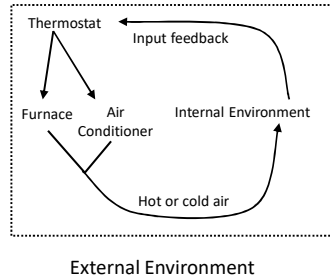 Thermostat
Input feedback
Furnace
Air
Conditioner
Internal Environment
Hot or cold air
External Environment